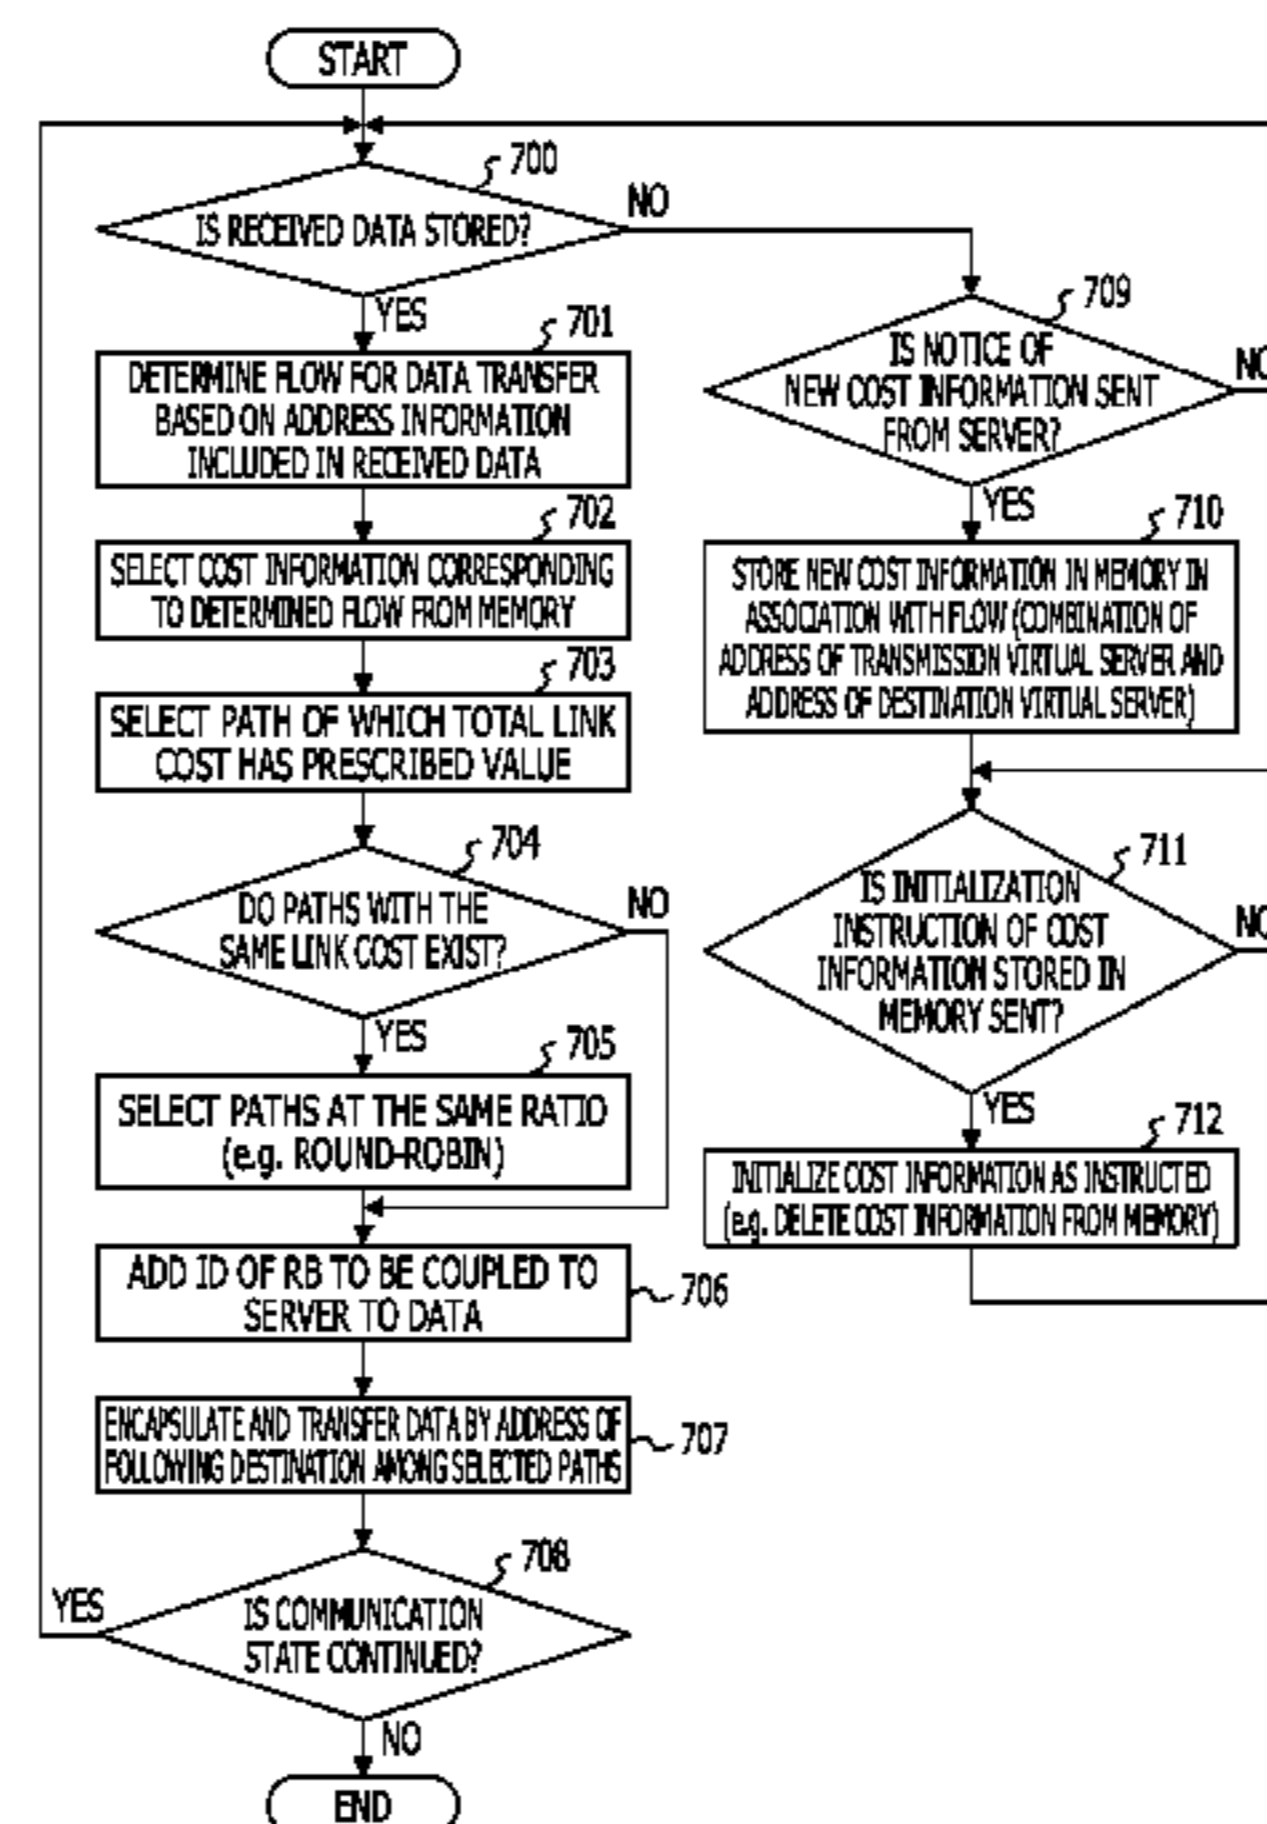 START
700
IS RECEIVED DATA STORED?
NO
YES
701
DETERMINE FLOW FOR DATA TRANSFER
BASED ON ADDRESS INFORMATION
INCLUDED IN RECEIVED DATA
702
SELECT COST INFORMATION CORRESPONDING
TO DETERMINED FLOW FROM MEMORY
703
SELECT PATH OF WHICH TOTAL LINK
COST HAS PRESCRIBED VALUE
704
DO PATHS WITH THE
SAME LINK COST EXIST?
NO
YES
705
SELECT PATHS AT THE SAME RATIO
(e.g. ROUND-ROBIN)
ADD ID OF RB TO BE COUPLED TO
SERVER TO DATA
706
ENCAPSULATE AND TRANSFER DATA BY ADDRESS OF
FOLLOWING DESTINATION AMONG SELECTED PATHS
707
708
IS COMMUNICATION
STATE CONTINUED?
YES
NO
END
709
IS NOTICE OF
NEW COST INFORMATION SENT
FROM SERVER?
NO
YES
710
STORE NEW COST INFORMATION IN MEMORY IN
ASSOCIATION WITH FLOW (COMBINATION OF
ADDRESS OF TRANSMISSION VIRTUAL SERVER AND
ADDRESS OF DESTINATION VIRTUAL SERVER)
711
IS INITIALIZATION
INSTRUCTION OF COST
INFORMATION STORED IN
MEMORY SENT?
NO
YES
712
INITIALIZE COST INFORMATION AS INSTRUCTED
(e.g. DELETE COST INFORMATION FROM MEMORY)